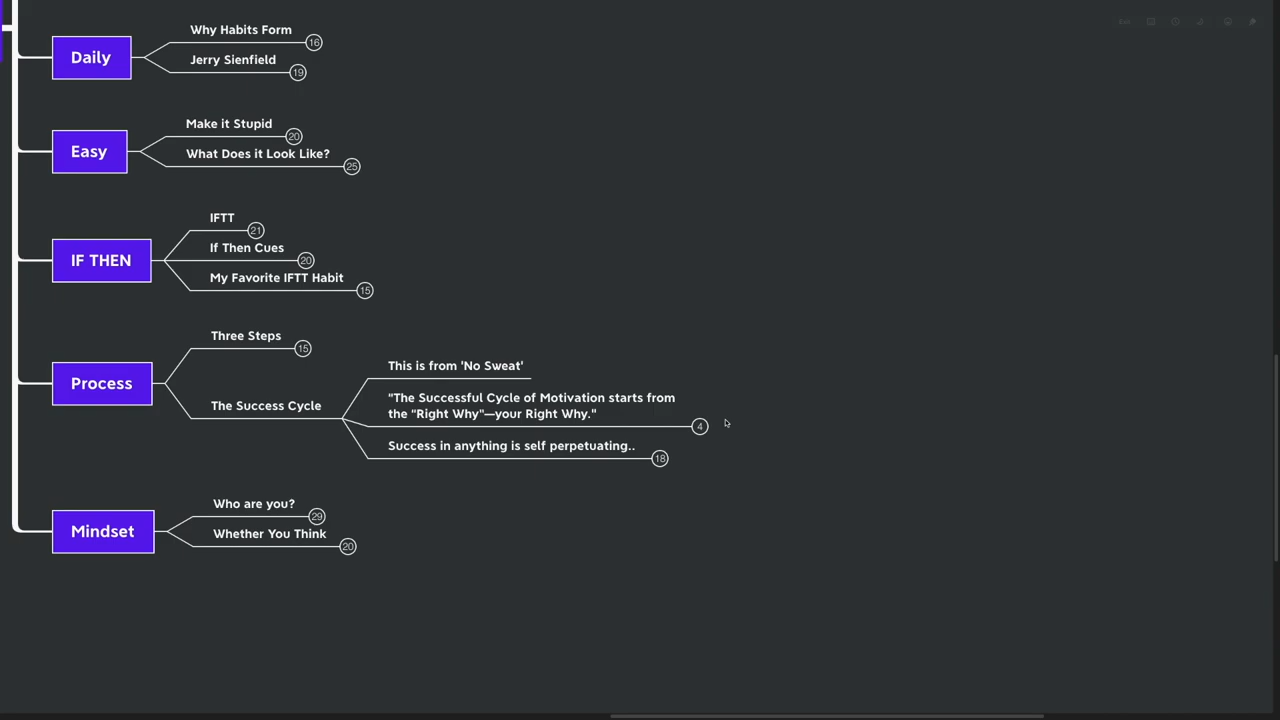 Daily
Why Habits Form
16
Jerry Sienfield
19
Easy
Make it Stupid
20
What Does it Look Like?
25
IF THEN
IFTT
21
If Then Cues
20
My Favorite IFTT Habit
15
Process
Three Steps
15
The Success Cycle
This is from 'No Sweat'
"The Successful Cycle of Motivation starts from
the "Right Why"—your Right Why."
4
Success in anything is self perpetuating..
18
Mindset
Who are you?
29
Whether You Think
20